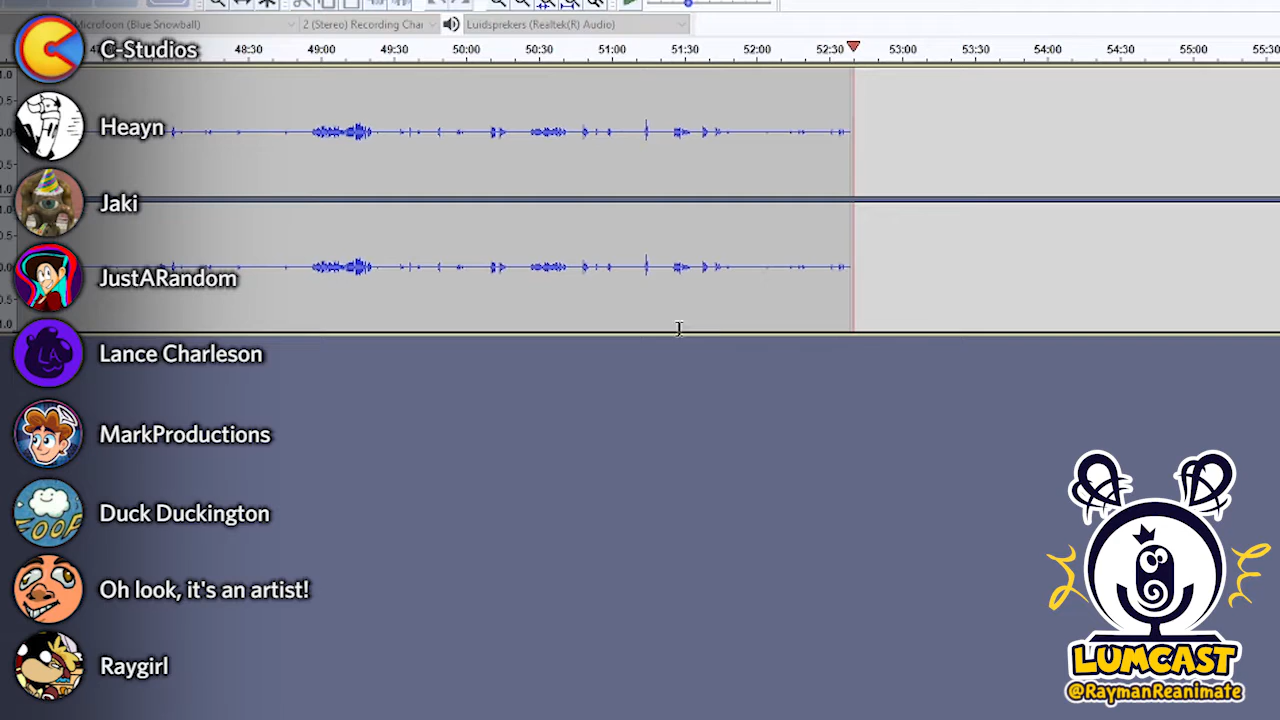 Microfoon (Blue Snowball)
2 (Stereo) Recording Chan
Luidsprekers (Realtek(R) Audio)
48:30 49:00 49:30 50:00 50:30 51:00 51:30 52:00 52:30 53:00 53:30 54:00 54:30 55:00 55:30
C-Studios
Heayn
Jaki
JustARandom
Lance Charleson
MarkProductions
Duck Duckington
Oh look, it's an artist!
Raygirl
LUMCAST
@RaymanReanimate